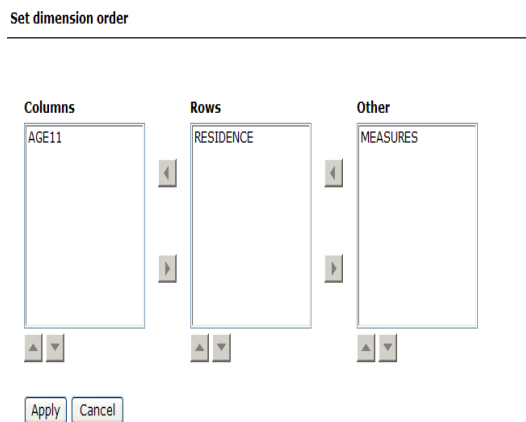 Set dimension order
Columns Rows Other
AGE11 RESIDENCE MEASURES
Apply Cancel